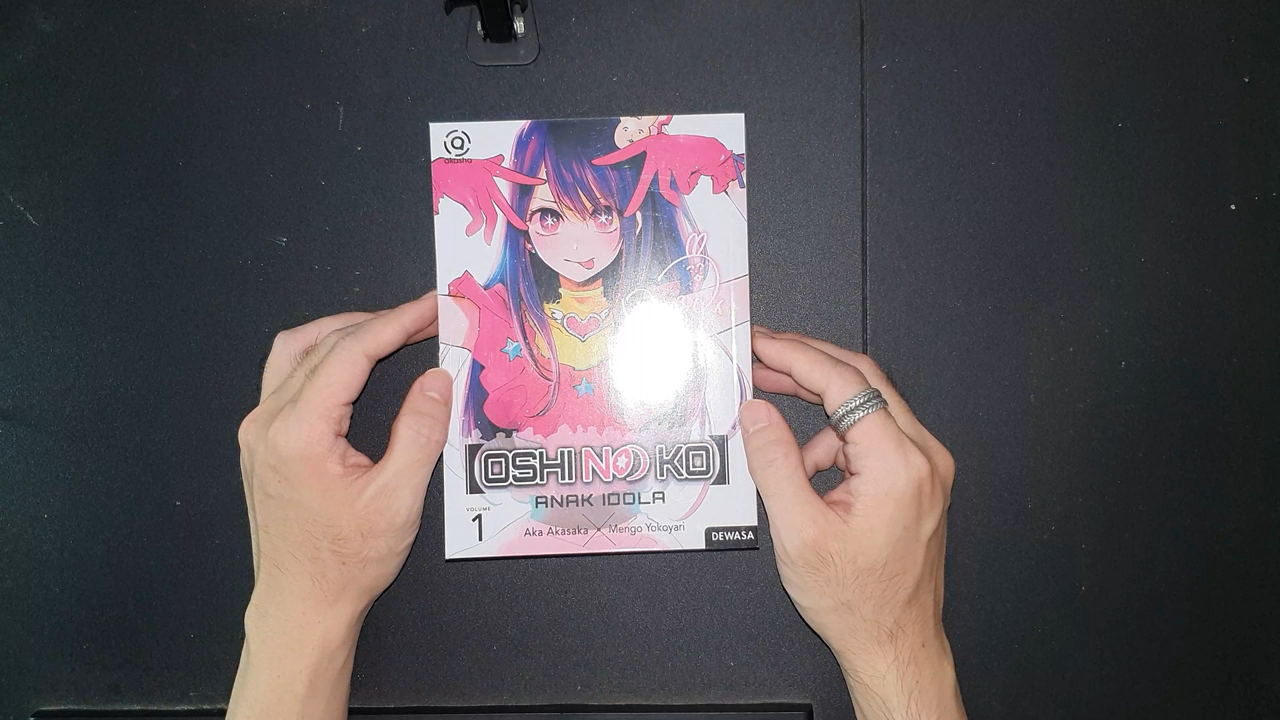 akasha
[OSHI NO KO]
ANAK IDOLA
VOLUME
1
Aka Akasaka × Mengo Yokoyari
DEWASA